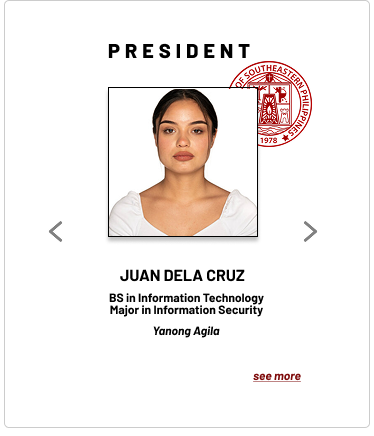 PRESIDENT
OF SOUTHEASTERN PHILIPPINES
1978
JUAN DELA CRUZ
BS in Information Technology
Major in Information Security
Yanong Agila
see more